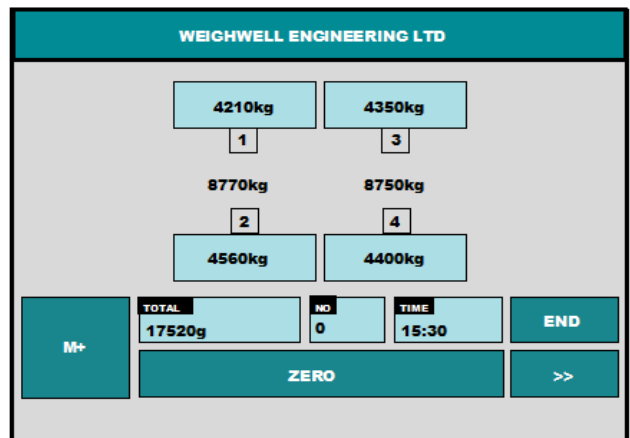 WEIGHWELL ENGINEERING LTD
4210kg 4350kg
1 3
8770kg 8750kg
2 4
4560kg 4400kg
TOTAL NO TIME
17520g 0 15:30 END
M+
ZERO >>